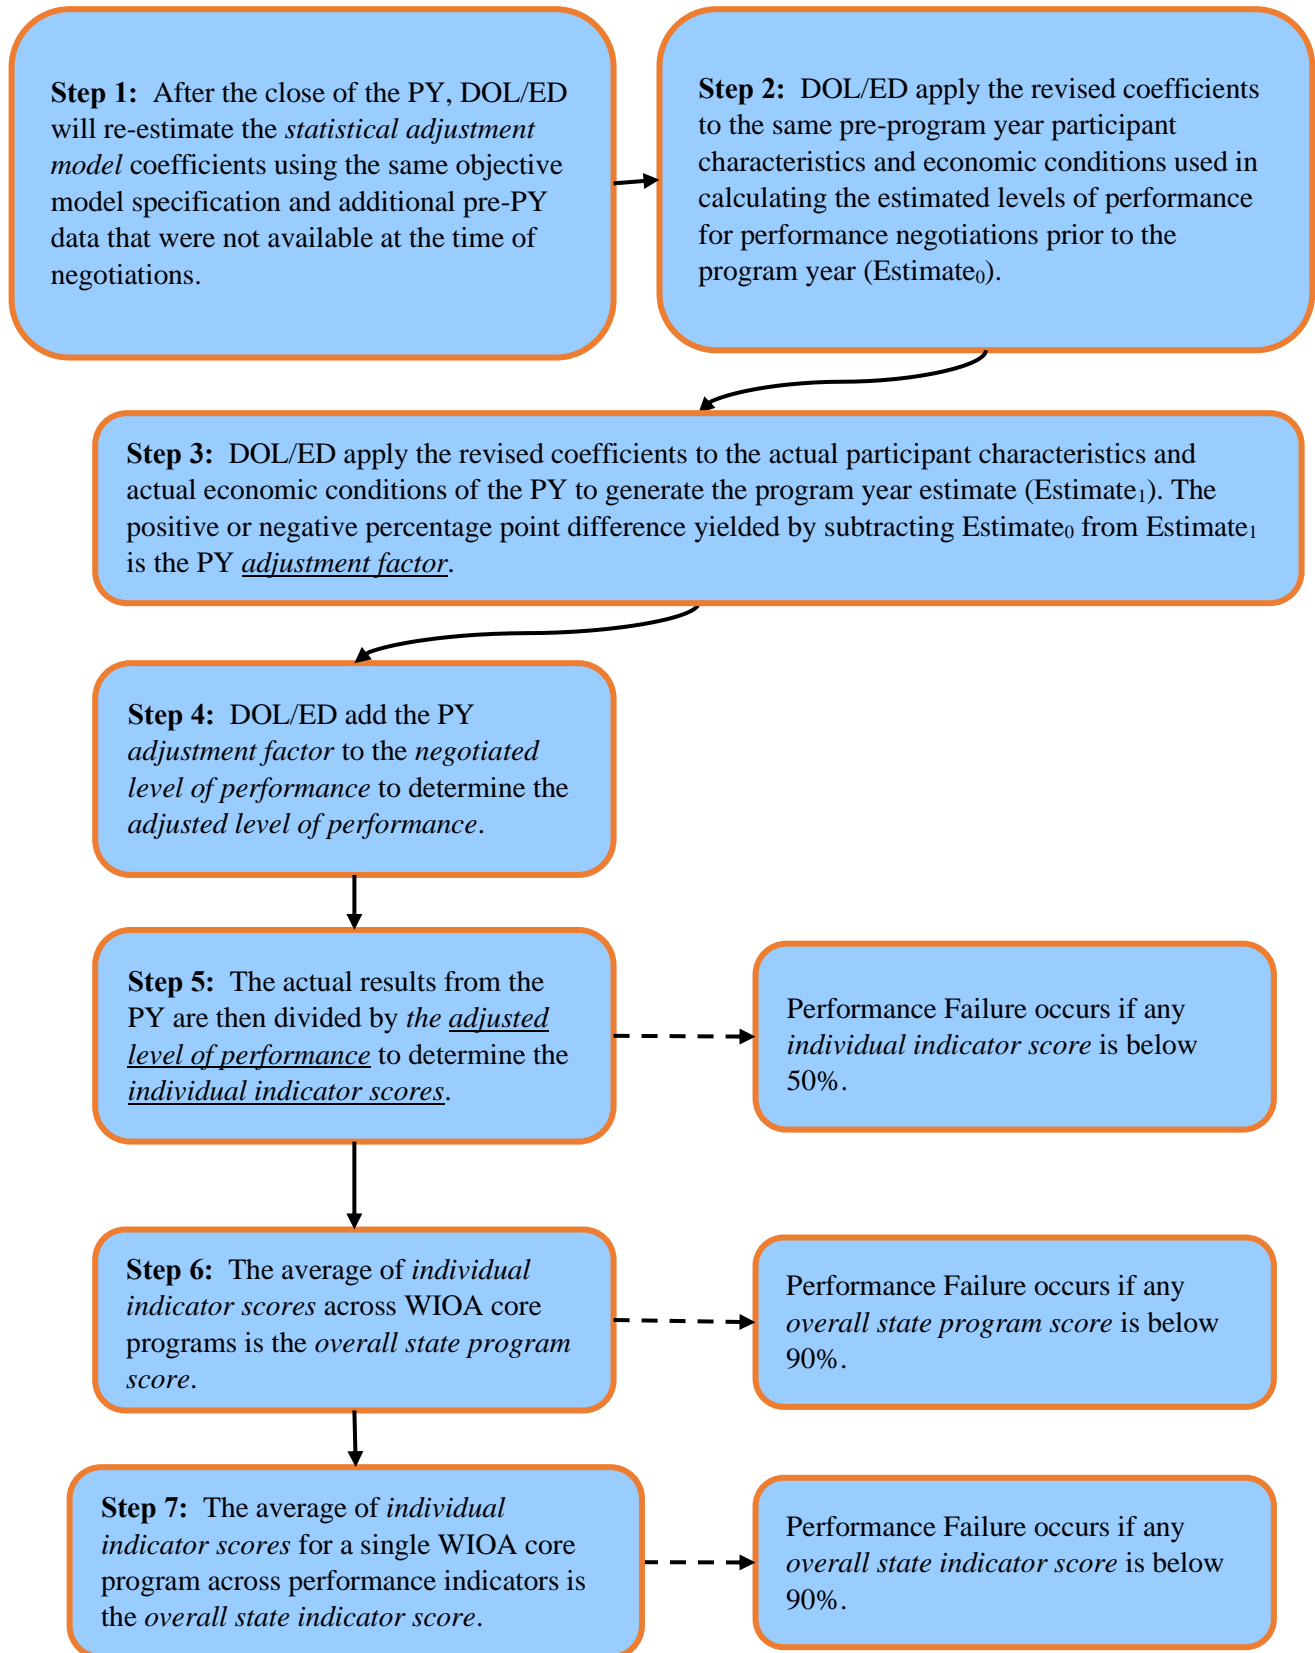 Step 1: After the close of the PY, DOL/ED
will re-estimate the statistical adjustment
model coefficients using the same objective
model specification and additional pre-PY
data that were not available at the time of
negotiations.
Step 2: DOL/ED apply the revised coefficients
to the same pre-program year participant
characteristics and economic conditions used in
calculating the estimated levels of performance
for performance negotiations prior to the
program year (Estimate₀).
Step 3: DOL/ED apply the revised coefficients to the actual participant characteristics and
actual economic conditions of the PY to generate the program year estimate (Estimate₁). The
positive or negative percentage point difference yielded by subtracting Estimate₀ from Estimate₁
is the PY adjustment factor.
Step 4: DOL/ED add the PY
adjustment factor to the negotiated
level of performance to determine the
adjusted level of performance.
Step 5: The actual results from the
PY are then divided by the adjusted
level of performance to determine the
individual indicator scores.
Performance Failure occurs if any
individual indicator score is below
50%.
Step 6: The average of individual
indicator scores across WIOA core
programs is the overall state program
score.
Performance Failure occurs if any
overall state program score is below
90%.
Step 7: The average of individual
indicator scores for a single WIOA core
program across performance indicators is
the overall state indicator score.
Performance Failure occurs if any
overall state indicator score is below
90%.